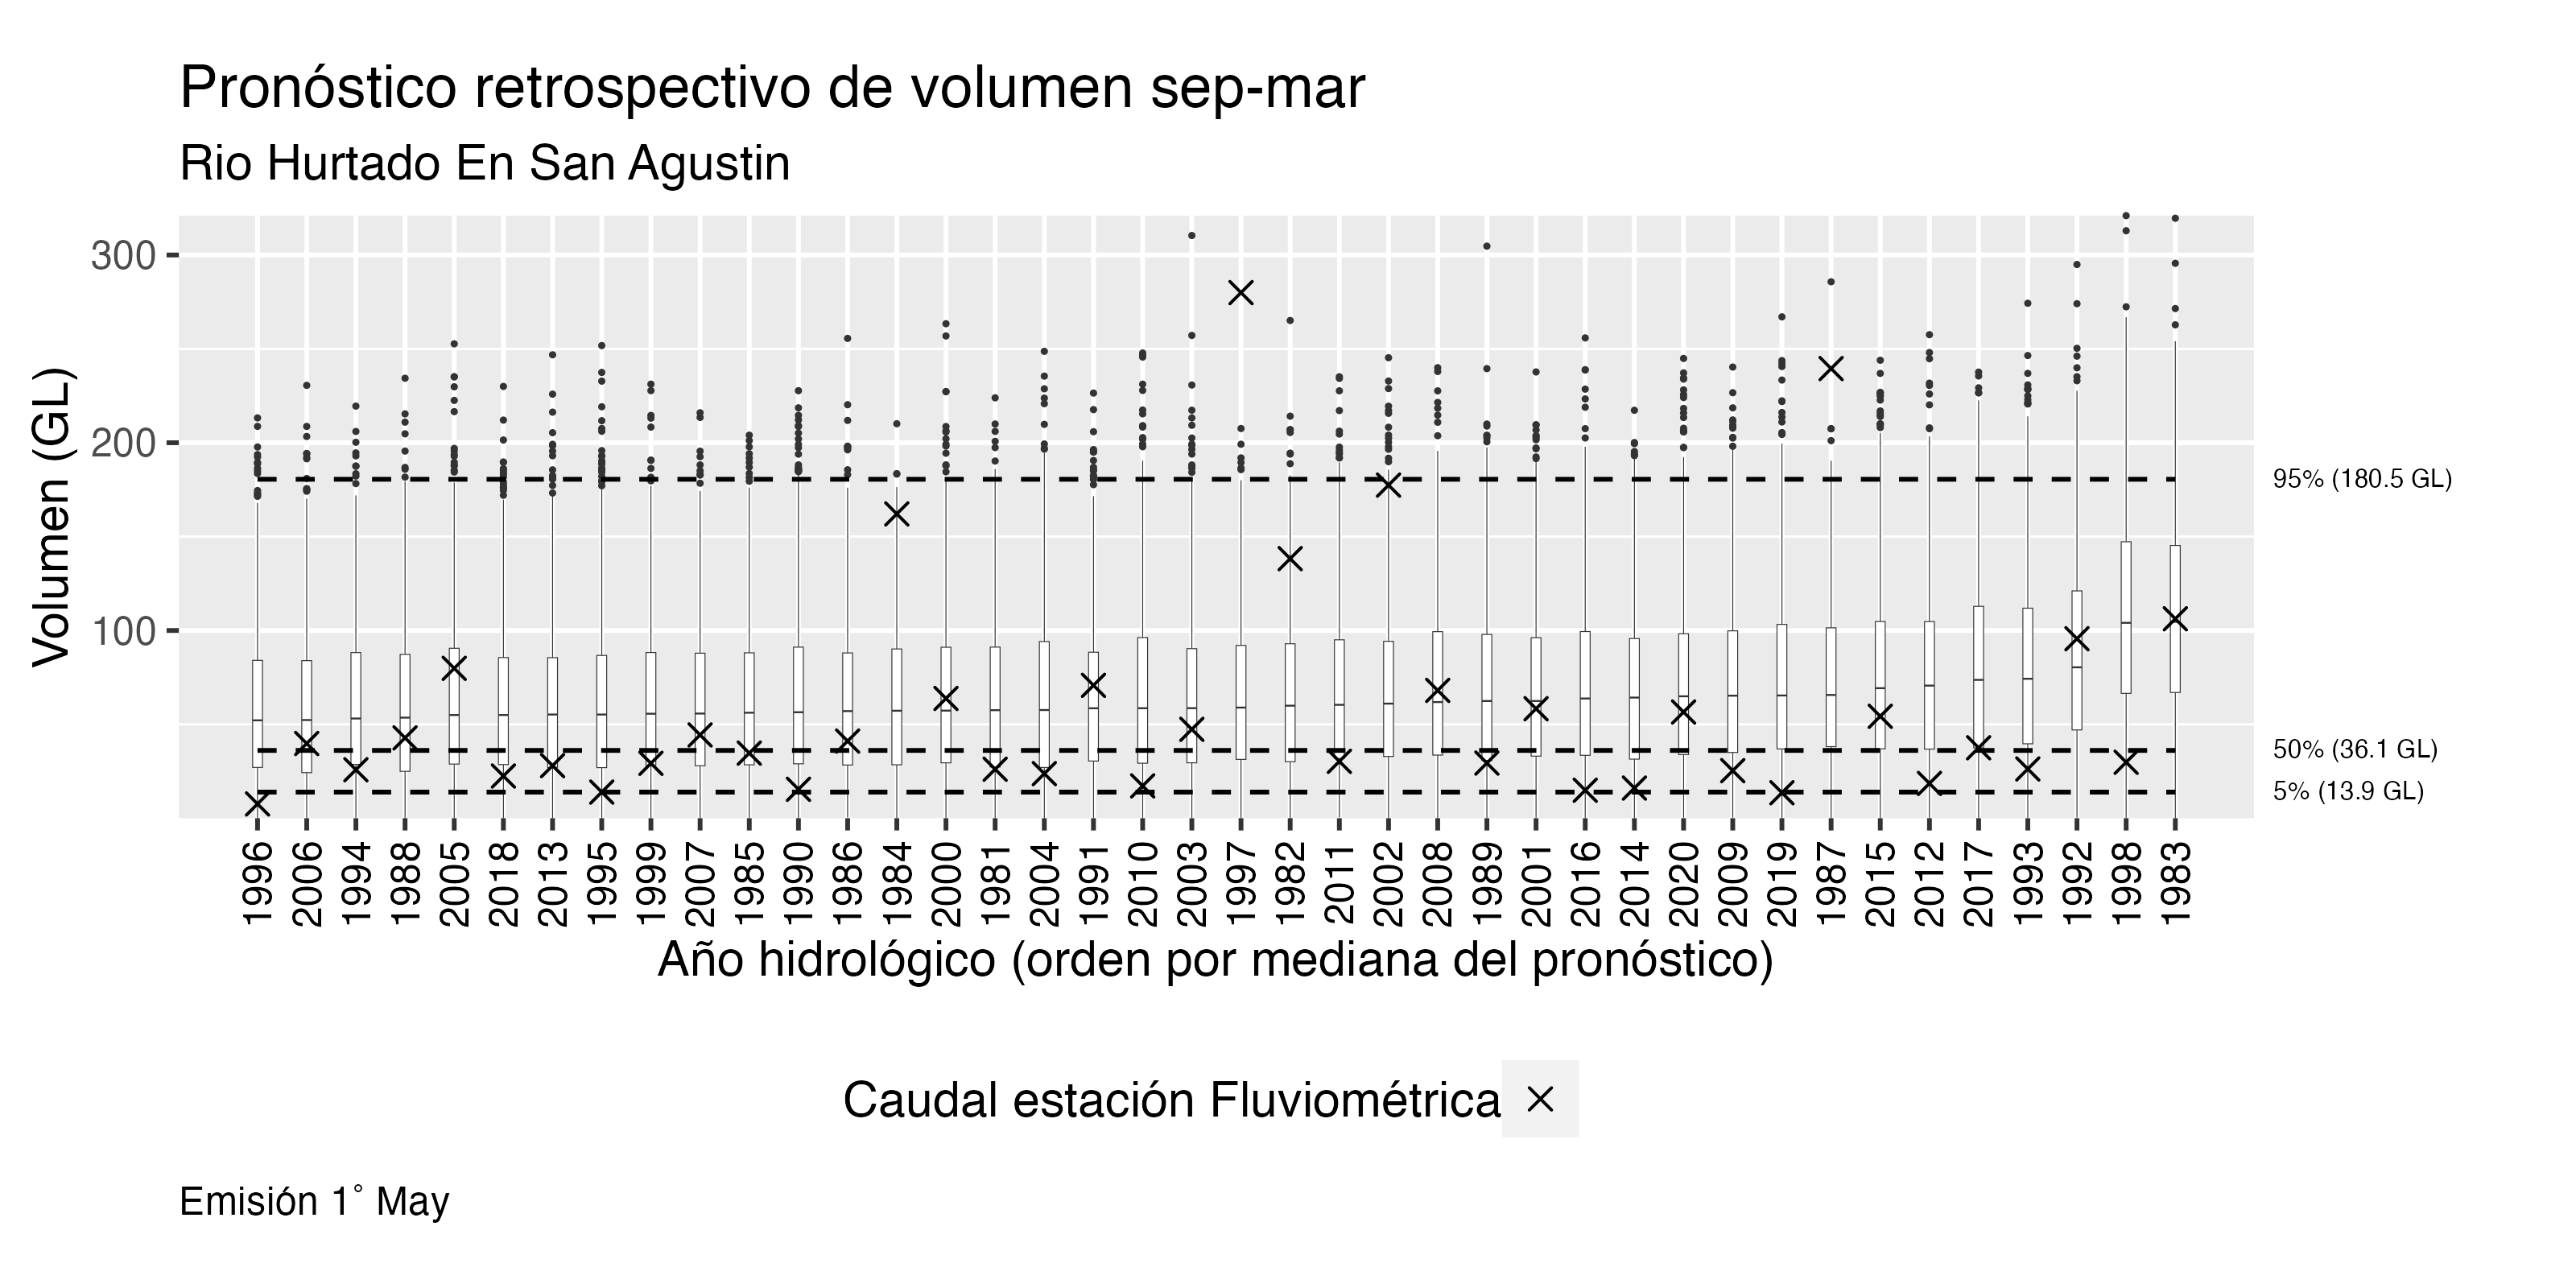 Pronóstico retrospectivo de volumen sep-mar
Rio Hurtado En San Agustin
Volumen (GL)
300
200
100
95% (180.5 GL)
50% (36.1 GL)
5% (13.9 GL)
1996 2006 1994 1988 2005 2018 2013 1995 1999 2007 1985 1990 1986 1984 2000 1981 2004 1991 2010 2003 1997 1982 2011 2002 2008 1989 2001 2016 2014 2020 2009 2019 1987 2015 2012 2017 1993 1992 1998 1983
Año hidrológico (orden por mediana del pronóstico)
Caudal estación Fluviométrica
Emisión 1° May